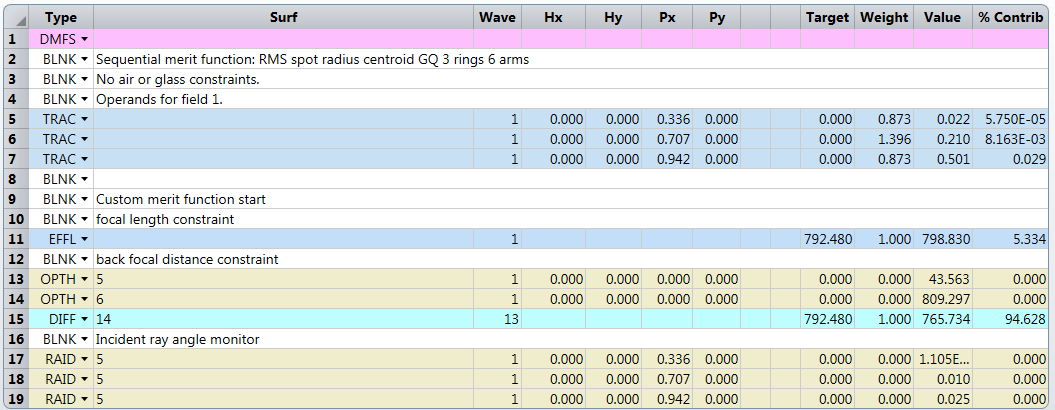 Type Surf Wave Hx Hy Px Py Target Weight Value % Contrib
1 DMFS
2 BLNK Sequential merit function: RMS spot radius centroid GQ 3 rings 6 arms
3 BLNK No air or glass constraints.
4 BLNK Operands for field 1.
5 TRAC 1 0.000 0.000 0.336 0.000 0.000 0.873 0.022 5.750E-05
6 TRAC 1 0.000 0.000 0.707 0.000 0.000 1.396 0.210 8.163E-03
7 TRAC 1 0.000 0.000 0.942 0.000 0.000 0.873 0.501 0.029
8 BLNK
9 BLNK Custom merit function start
10 BLNK focal length constraint
11 EFFL 1 792.480 1.000 798.830 5.334
12 BLNK back focal distance constraint
13 OPTH 5 1 0.000 0.000 0.000 0.000 0.000 0.000 43.563 0.000
14 OPTH 6 1 0.000 0.000 0.000 0.000 0.000 0.000 809.297 0.000
15 DIFF 14 13 792.480 1.000 765.734 94.628
16 BLNK Incident ray angle monitor
17 RAID 5 1 0.000 0.000 0.336 0.000 0.000 0.000 1.105E... 0.000
18 RAID 5 1 0.000 0.000 0.707 0.000 0.000 0.000 0.010 0.000
19 RAID 5 1 0.000 0.000 0.942 0.000 0.000 0.000 0.025 0.000